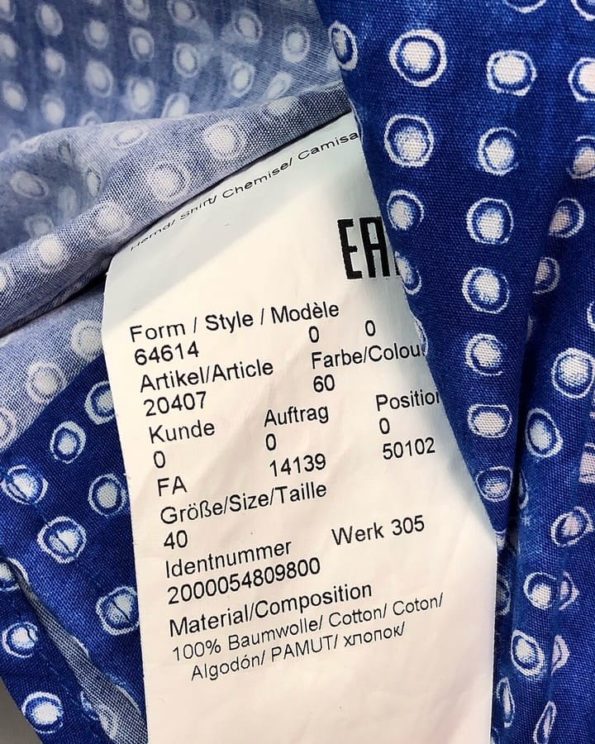 Hemd/ Shirt/ Chemise/ Camisa
EAC
Form / Style / Modèle
64614 0 0
Artikel/Article Farbe/Colour
20407 60
Kunde Auftrag Position
0 0 0
FA 14139 50102
Größe/Size/Taille
40
Identnummer Werk 305
2000054809800
Material/Composition
100% Baumwolle/ Cotton/ Coton/
Algodón/ PAMUT/ хлопок/